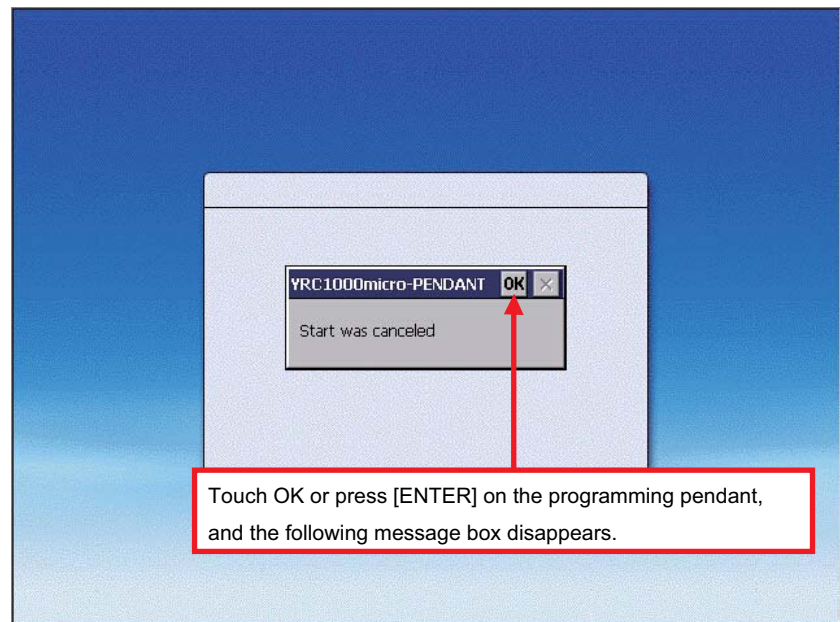 YRC1000micro-PENDANT OK ×
Start was canceled
Touch OK or press [ENTER] on the programming pendant,
and the following message box disappears.